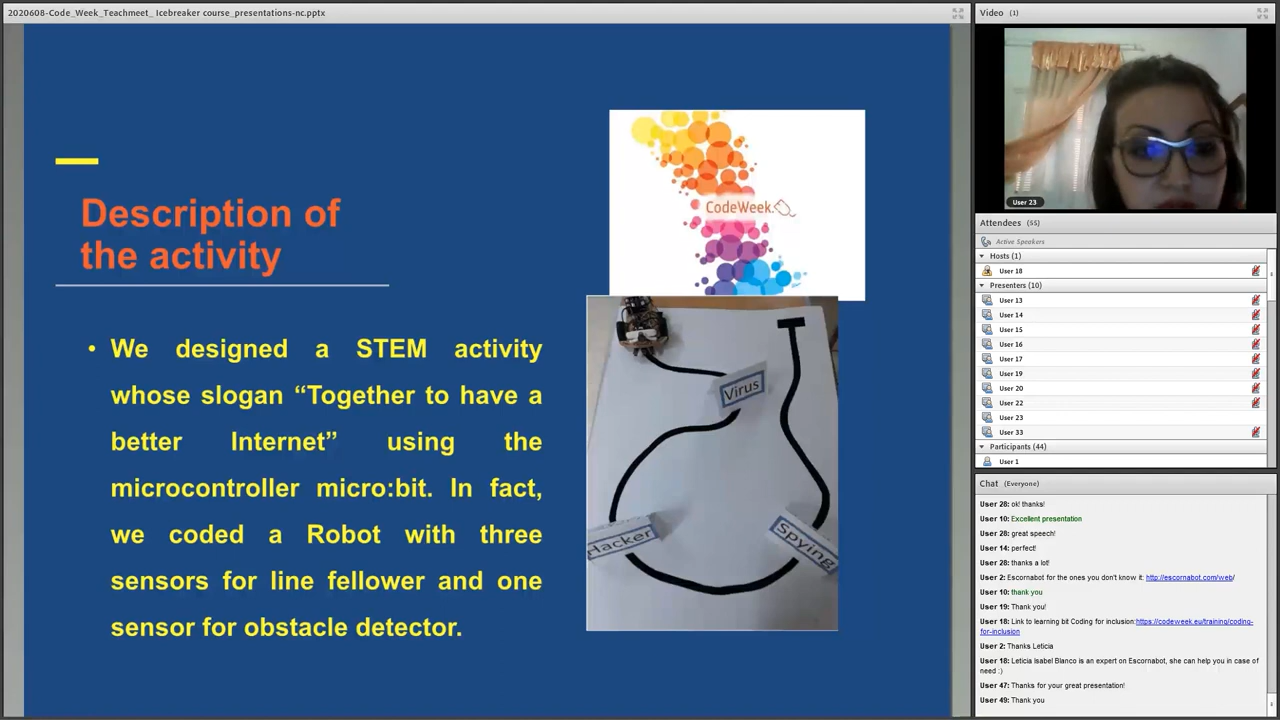 2020608-Code_Week_Teachmeet_ Icebreaker course_presentations-nc.pptx
Description of
the activity
• We designed a STEM activity
whose slogan “Together to have a
better Internet” using the
microcontroller micro:bit. In fact,
we coded a Robot with three
sensors for line fellower and one
sensor for obstacle detector.
CodeWeek.
Virus
Hacker
Spying
Video (1)
User 23
Attendees (55)
Active Speakers
Hosts (1)
User 18
Presenters (10)
User 13
User 14
User 15
User 16
User 17
User 19
User 20
User 22
User 23
User 33
Participants (44)
User 1
Chat (Everyone)
User 28: ok! thanks!
User 10: Excellent presentation
User 28: great speech!
User 14: perfect!
User 28: thanks a lot!
User 2: Escornabot for the ones you don't know it: http://escornabot.com/web/
User 10: thank you
User 19: Thank you!
User 18: Link to learning bit Coding for inclusion:https://codeweek.eu/training/coding-
for-inclusion
User 2: Thanks Leticia
User 18: Leticia Isabel Blanco is an expert on Escornabot, she can help you in case of
need :)
User 47: Thanks for your great presentation!
User 49: Thank you